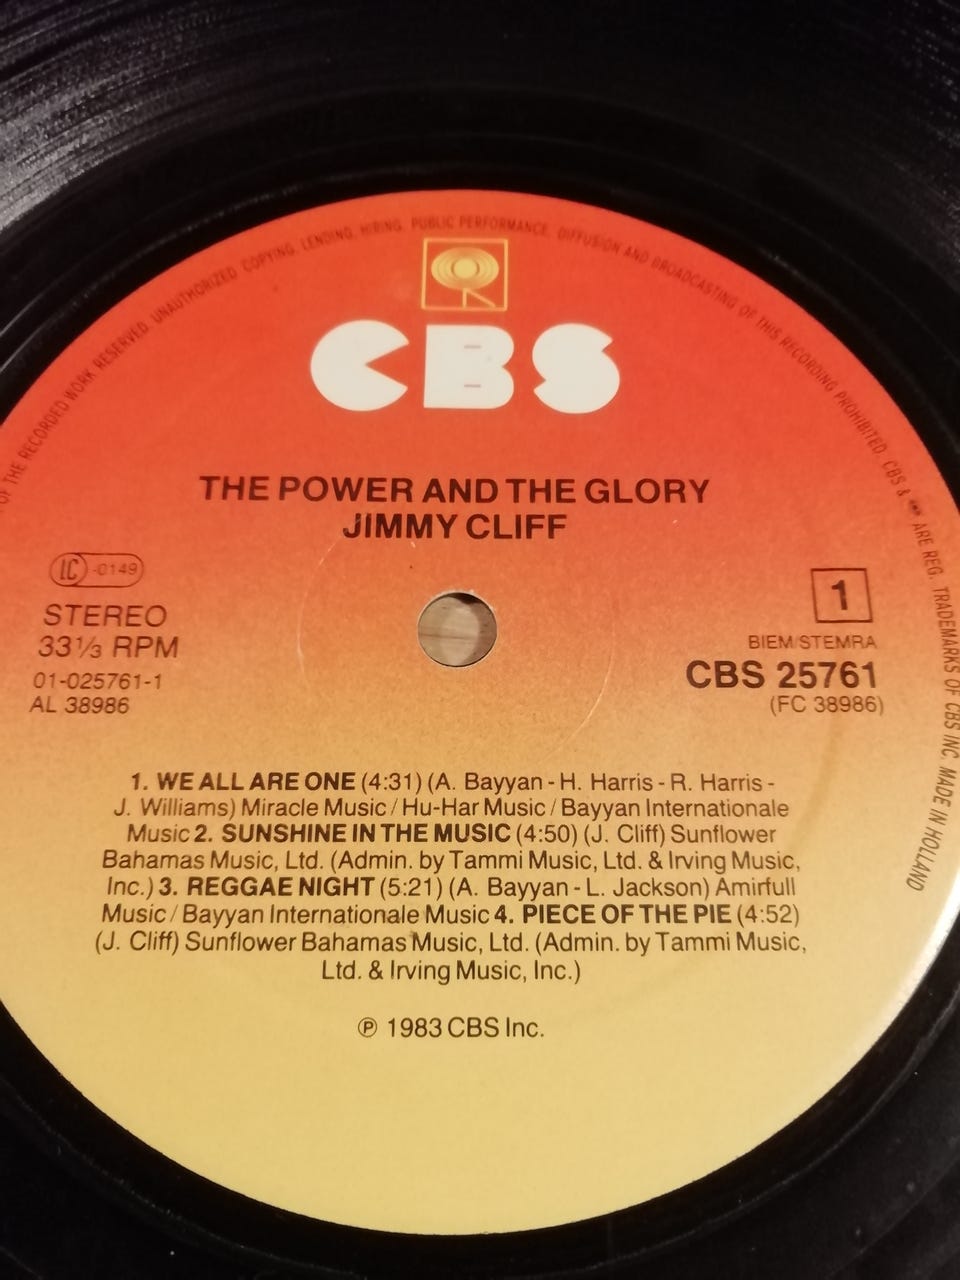 OF THE RECORDED WORK RESERVED. UNAUTHORIZED COPYING, LENDING, HIRING, PUBLIC PERFORMANCE, DIFFUSION AND BROADCASTING OF THIS RECORDING PROHIBITED. CBS & ARE REG. TRADEMARKS OF CBS INC. MADE IN HOLLAND
CBS
THE POWER AND THE GLORY
JIMMY CLIFF
LC -0149
STEREO
33⅓ RPM
01-025761-1
AL 38986
1
BIEM/STEMRA
CBS 25761
(FC 38986)
1. WE ALL ARE ONE (4:31) (A. Bayyan - H. Harris - R. Harris -
J. Williams) Miracle Music / Hu-Har Music / Bayyan Internationale
Music 2. SUNSHINE IN THE MUSIC (4:50) (J. Cliff) Sunflower
Bahamas Music, Ltd. (Admin. by Tammi Music, Ltd. & Irving Music,
Inc.) 3. REGGAE NIGHT (5:21) (A. Bayyan - L. Jackson) Amirfull
Music / Bayyan Internationale Music 4. PIECE OF THE PIE (4:52)
(J. Cliff) Sunflower Bahamas Music, Ltd. (Admin. by Tammi Music,
Ltd. & Irving Music, Inc.)
℗ 1983 CBS Inc.